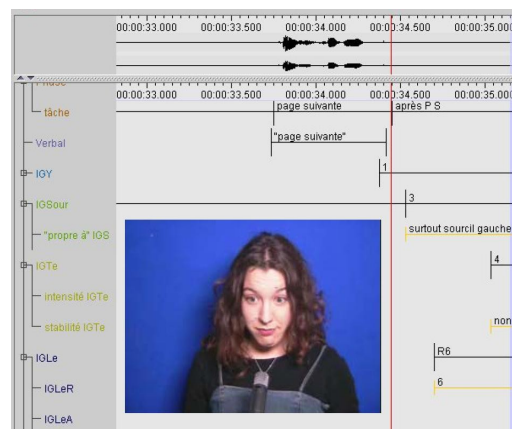 00:00:33.000 00:00:33.500 00:00:34.000 00:00:34.500 00:00:35.00
00:00:33.000 00:00:33.500 00:00:34.000 00:00:34.500 00:00:35.00
tâche
page suivante
après P S
Verbal
"page suivante"
IGY
1
IGSour
3
"propre à" IGS
surtout sourcil gauche
IGTe
4
intensité IGTe
stabilité IGTe
non
IGLe
R6
IGLeR
6
IGLeA